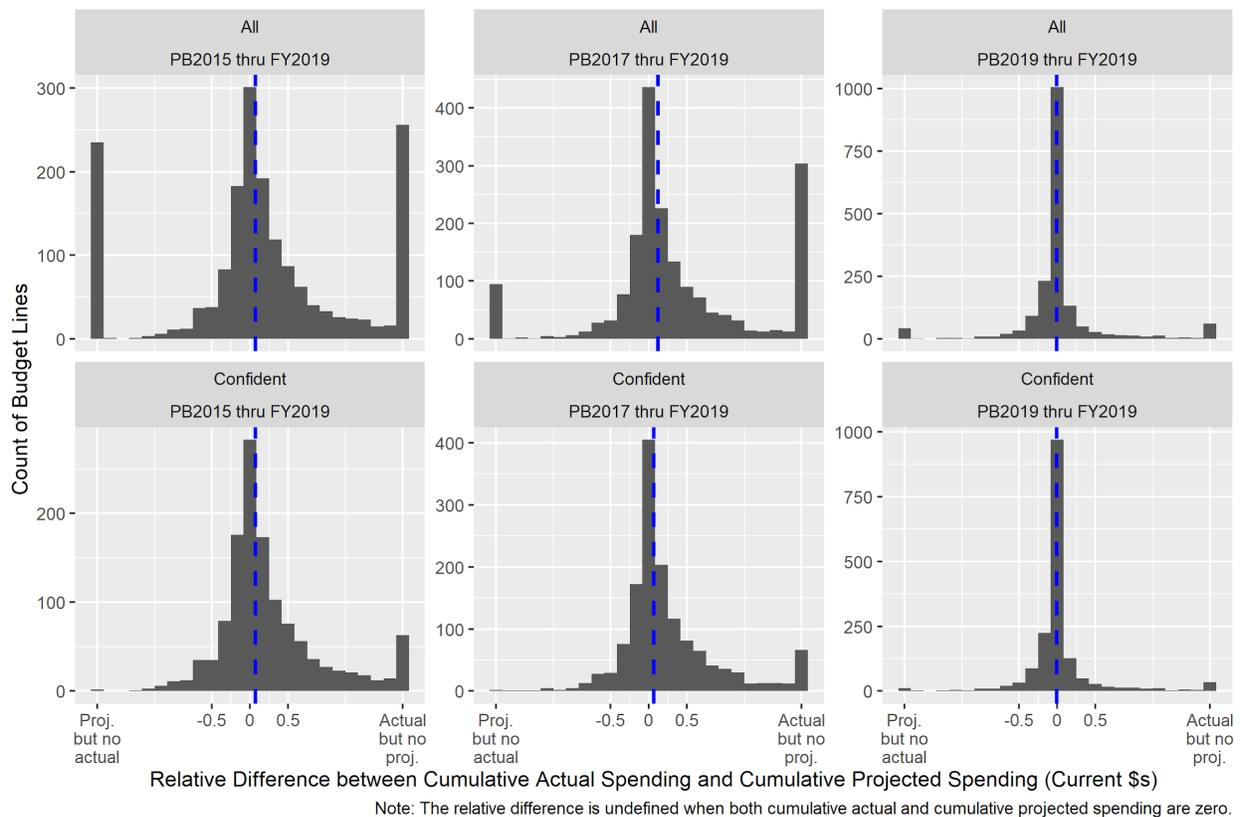 All
PB2015 thru FY2019
All
PB2017 thru FY2019
All
PB2019 thru FY2019
300
200
100
0
400
300
200
100
0
1000
750
500
250
0
Count of Budget Lines
Confident
PB2015 thru FY2019
Confident
PB2017 thru FY2019
Confident
PB2019 thru FY2019
200
100
0
400
300
200
100
0
1000
750
500
250
0
Proj.
but no
actual
-0.5
0
0.5
Actual
but no
proj.
Proj.
but no
actual
-0.5
0
0.5
Actual
but no
proj.
Proj.
but no
actual
-0.5
0
0.5
Actual
but no
proj.
Relative Difference between Cumulative Actual Spending and Cumulative Projected Spending (Current $s)
Note: The relative difference is undefined when both cumulative actual and cumulative projected spending are zero.